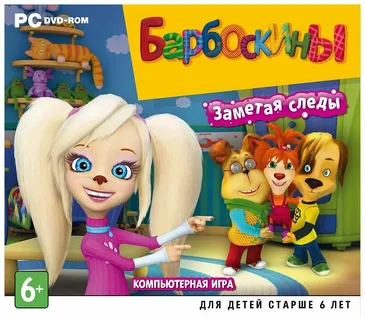 PC DVD-ROM
Барбоскины
Заметая следы
КОМПЬЮТЕРНАЯ ИГРА
6+
ДЛЯ ДЕТЕЙ СТАРШЕ 6 ЛЕТ